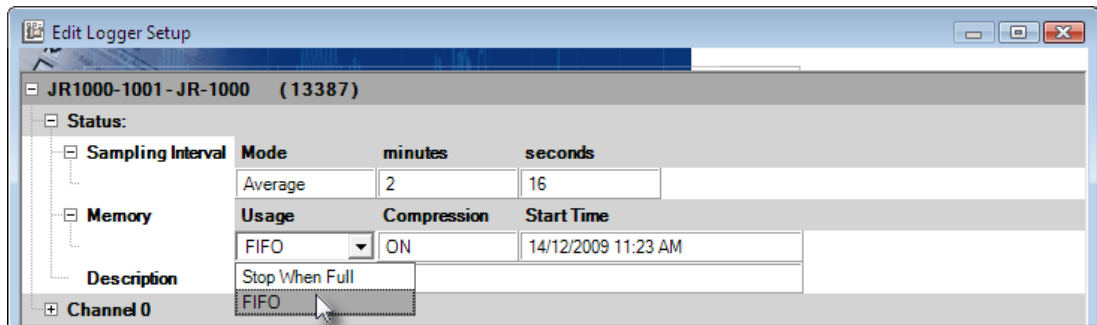 Edit Logger Setup
JR1000-1001 - JR-1000 (13387)
Status:
Sampling Interval Mode minutes seconds
Average 2 16
Memory Usage Compression Start Time
FIFO ON 14/12/2009 11:23 AM
Description Stop When Full
FIFO
Channel 0